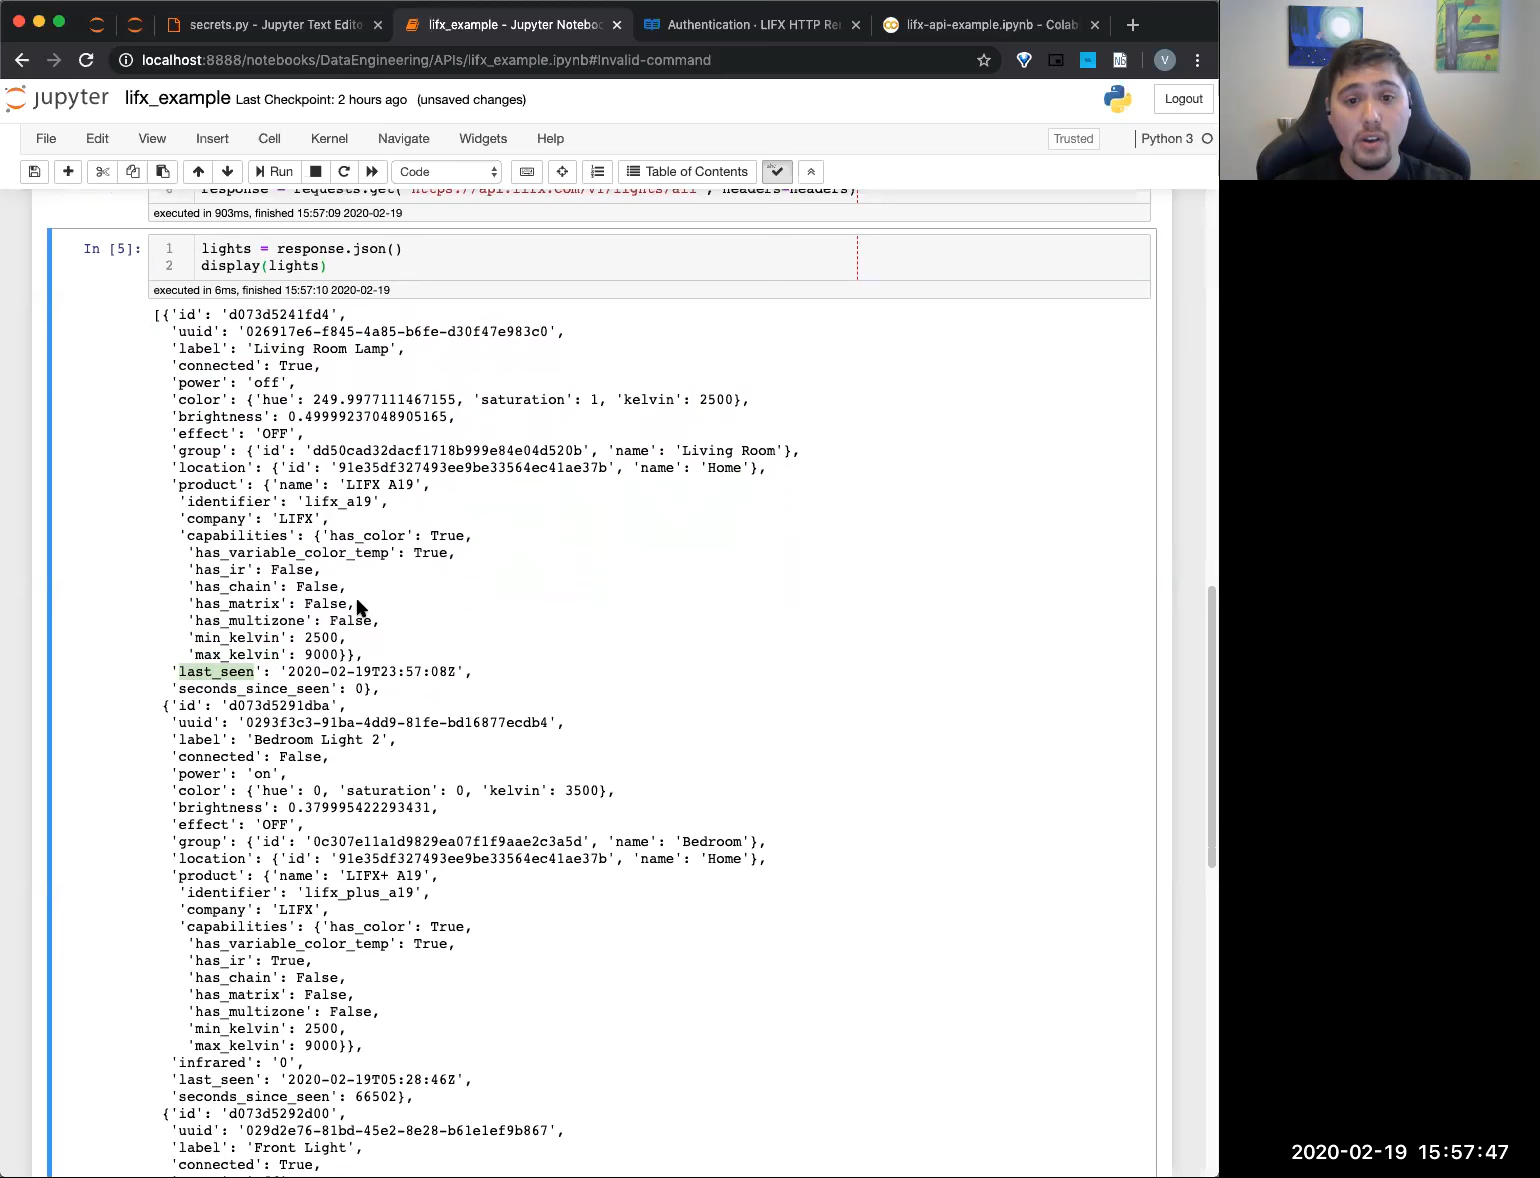 secrets.py - Jupyter Text Edito
lifx_example - Jupyter Noteboo
Authentication · LIFX HTTP Re
lifx-api-example.ipynb - Colab
localhost:8888/notebooks/DataEngineering/APIs/lifx_example.ipynb#Invalid-command
V
jupyter lifx_example Last Checkpoint: 2 hours ago (unsaved changes)
Logout
File Edit View Insert Cell Kernel Navigate Widgets Help
Trusted
Python 3
Run
Code
Table of Contents
response = requests.get("https://api.lifx.com/v1/lights/all", headers=headers)
executed in 903ms, finished 15:57:09 2020-02-19
In [5]:
1 lights = response.json()
2 display(lights)
executed in 6ms, finished 15:57:10 2020-02-19
[{'id': 'd073d5241fd4',
'uuid': '026917e6-f845-4a85-b6fe-d30f47e983c0',
'label': 'Living Room Lamp',
'connected': True,
'power': 'off',
'color': {'hue': 249.9977111467155, 'saturation': 1, 'kelvin': 2500},
'brightness': 0.49999237048905165,
'effect': 'OFF',
'group': {'id': 'dd50cad32dacf1718b999e84e04d520b', 'name': 'Living Room'},
'location': {'id': '91e35df327493ee9be33564ec41ae37b', 'name': 'Home'},
'product': {'name': 'LIFX A19',
'identifier': 'lifx_a19',
'company': 'LIFX',
'capabilities': {'has_color': True,
'has_variable_color_temp': True,
'has_ir': False,
'has_chain': False,
'has_matrix': False,
'has_multizone': False,
'min_kelvin': 2500,
'max_kelvin': 9000}},
'last_seen': '2020-02-19T23:57:08Z',
'seconds_since_seen': 0},
{'id': 'd073d5291dba',
'uuid': '0293f3c3-91ba-4dd9-81fe-bd16877ecdb4',
'label': 'Bedroom Light 2',
'connected': False,
'power': 'on',
'color': {'hue': 0, 'saturation': 0, 'kelvin': 3500},
'brightness': 0.379995422293431,
'effect': 'OFF',
'group': {'id': '0c307e11a1d9829ea07f1f9aae2c3a5d', 'name': 'Bedroom'},
'location': {'id': '91e35df327493ee9be33564ec41ae37b', 'name': 'Home'},
'product': {'name': 'LIFX+ A19',
'identifier': 'lifx_plus_a19',
'company': 'LIFX',
'capabilities': {'has_color': True,
'has_variable_color_temp': True,
'has_ir': True,
'has_chain': False,
'has_matrix': False,
'has_multizone': False,
'min_kelvin': 2500,
'max_kelvin': 9000}},
'infrared': '0',
'last_seen': '2020-02-19T05:28:46Z',
'seconds_since_seen': 66502},
{'id': 'd073d5292d00',
'uuid': '029d2e76-81bd-45e2-8e28-b61e1ef9b867',
'label': 'Front Light',
'connected': True,
2020-02-19 15:57:47